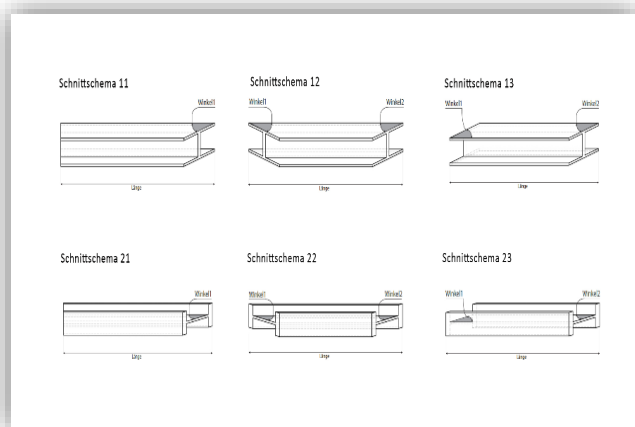 Schnittschema 11
Schnittschema 12
Schnittschema 13
Winkel1
Winkel1
Winkel2
Winkel1
Winkel2
Länge
Länge
Länge
Schnittschema 21
Schnittschema 22
Schnittschema 23
Winkel1
Winkel1
Winkel2
Winkel1
Winkel2
Länge
Länge
Länge